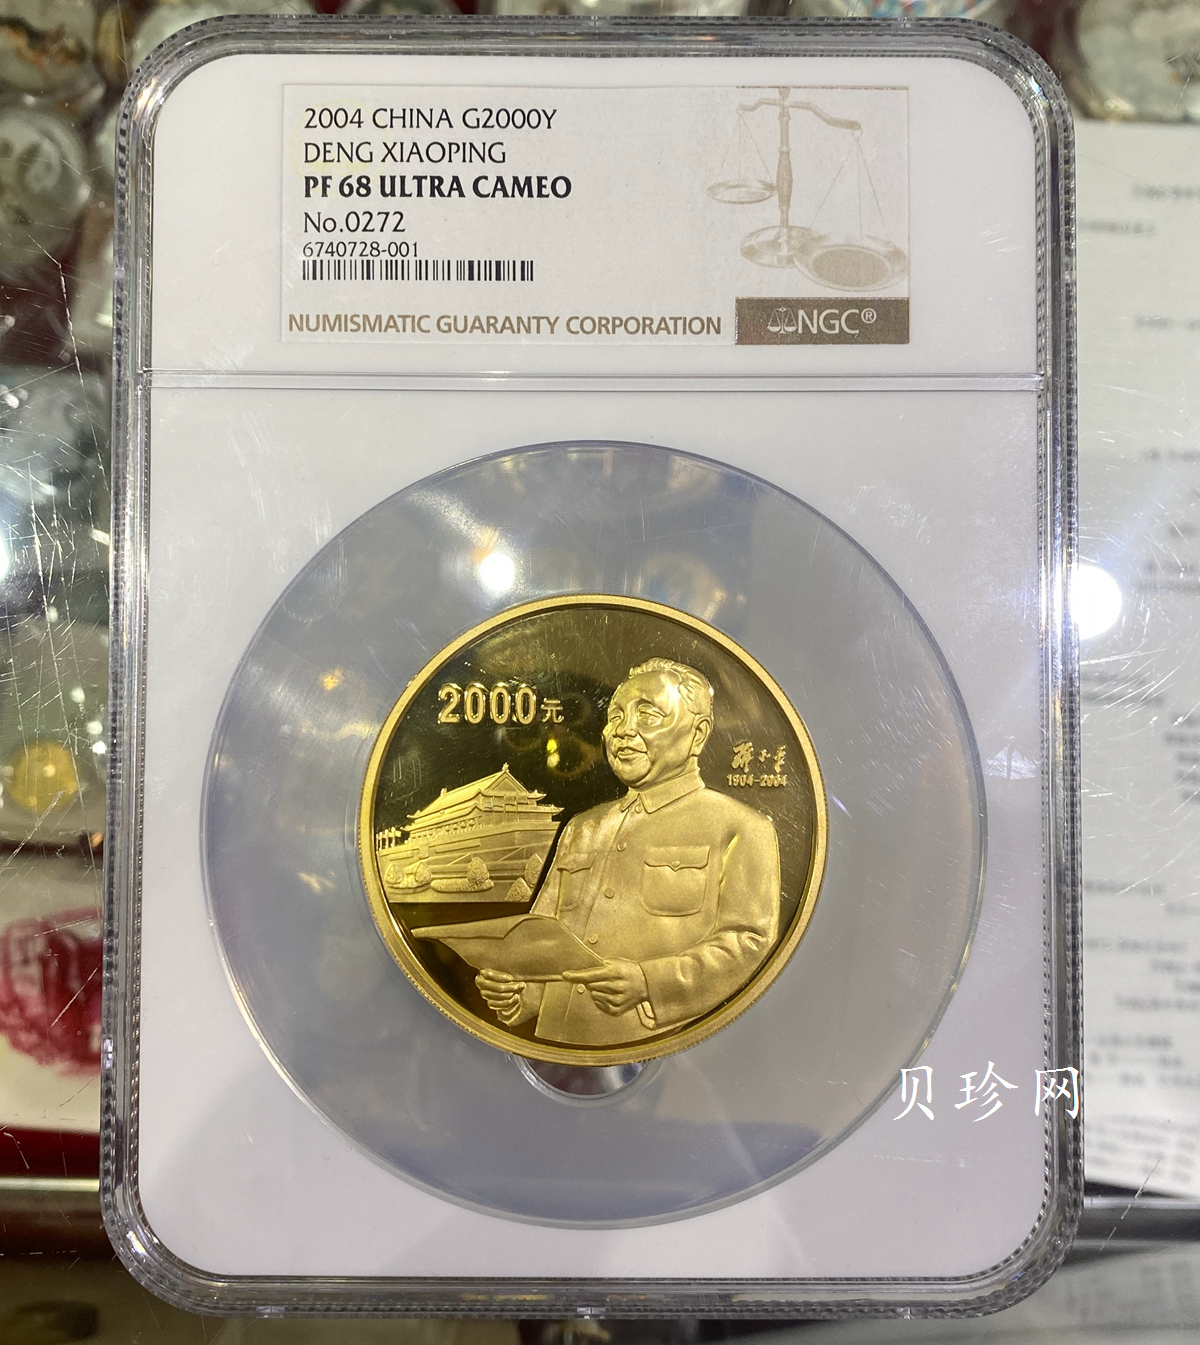 2004 CHINA G2000Y
DENG XIAOPING
PF 68 ULTRA CAMEO
No.0272
6740728-001
NUMISMATIC GUARANTY CORPORATION
NGC®
2000元
邓小平
1904-2004
贝珍网